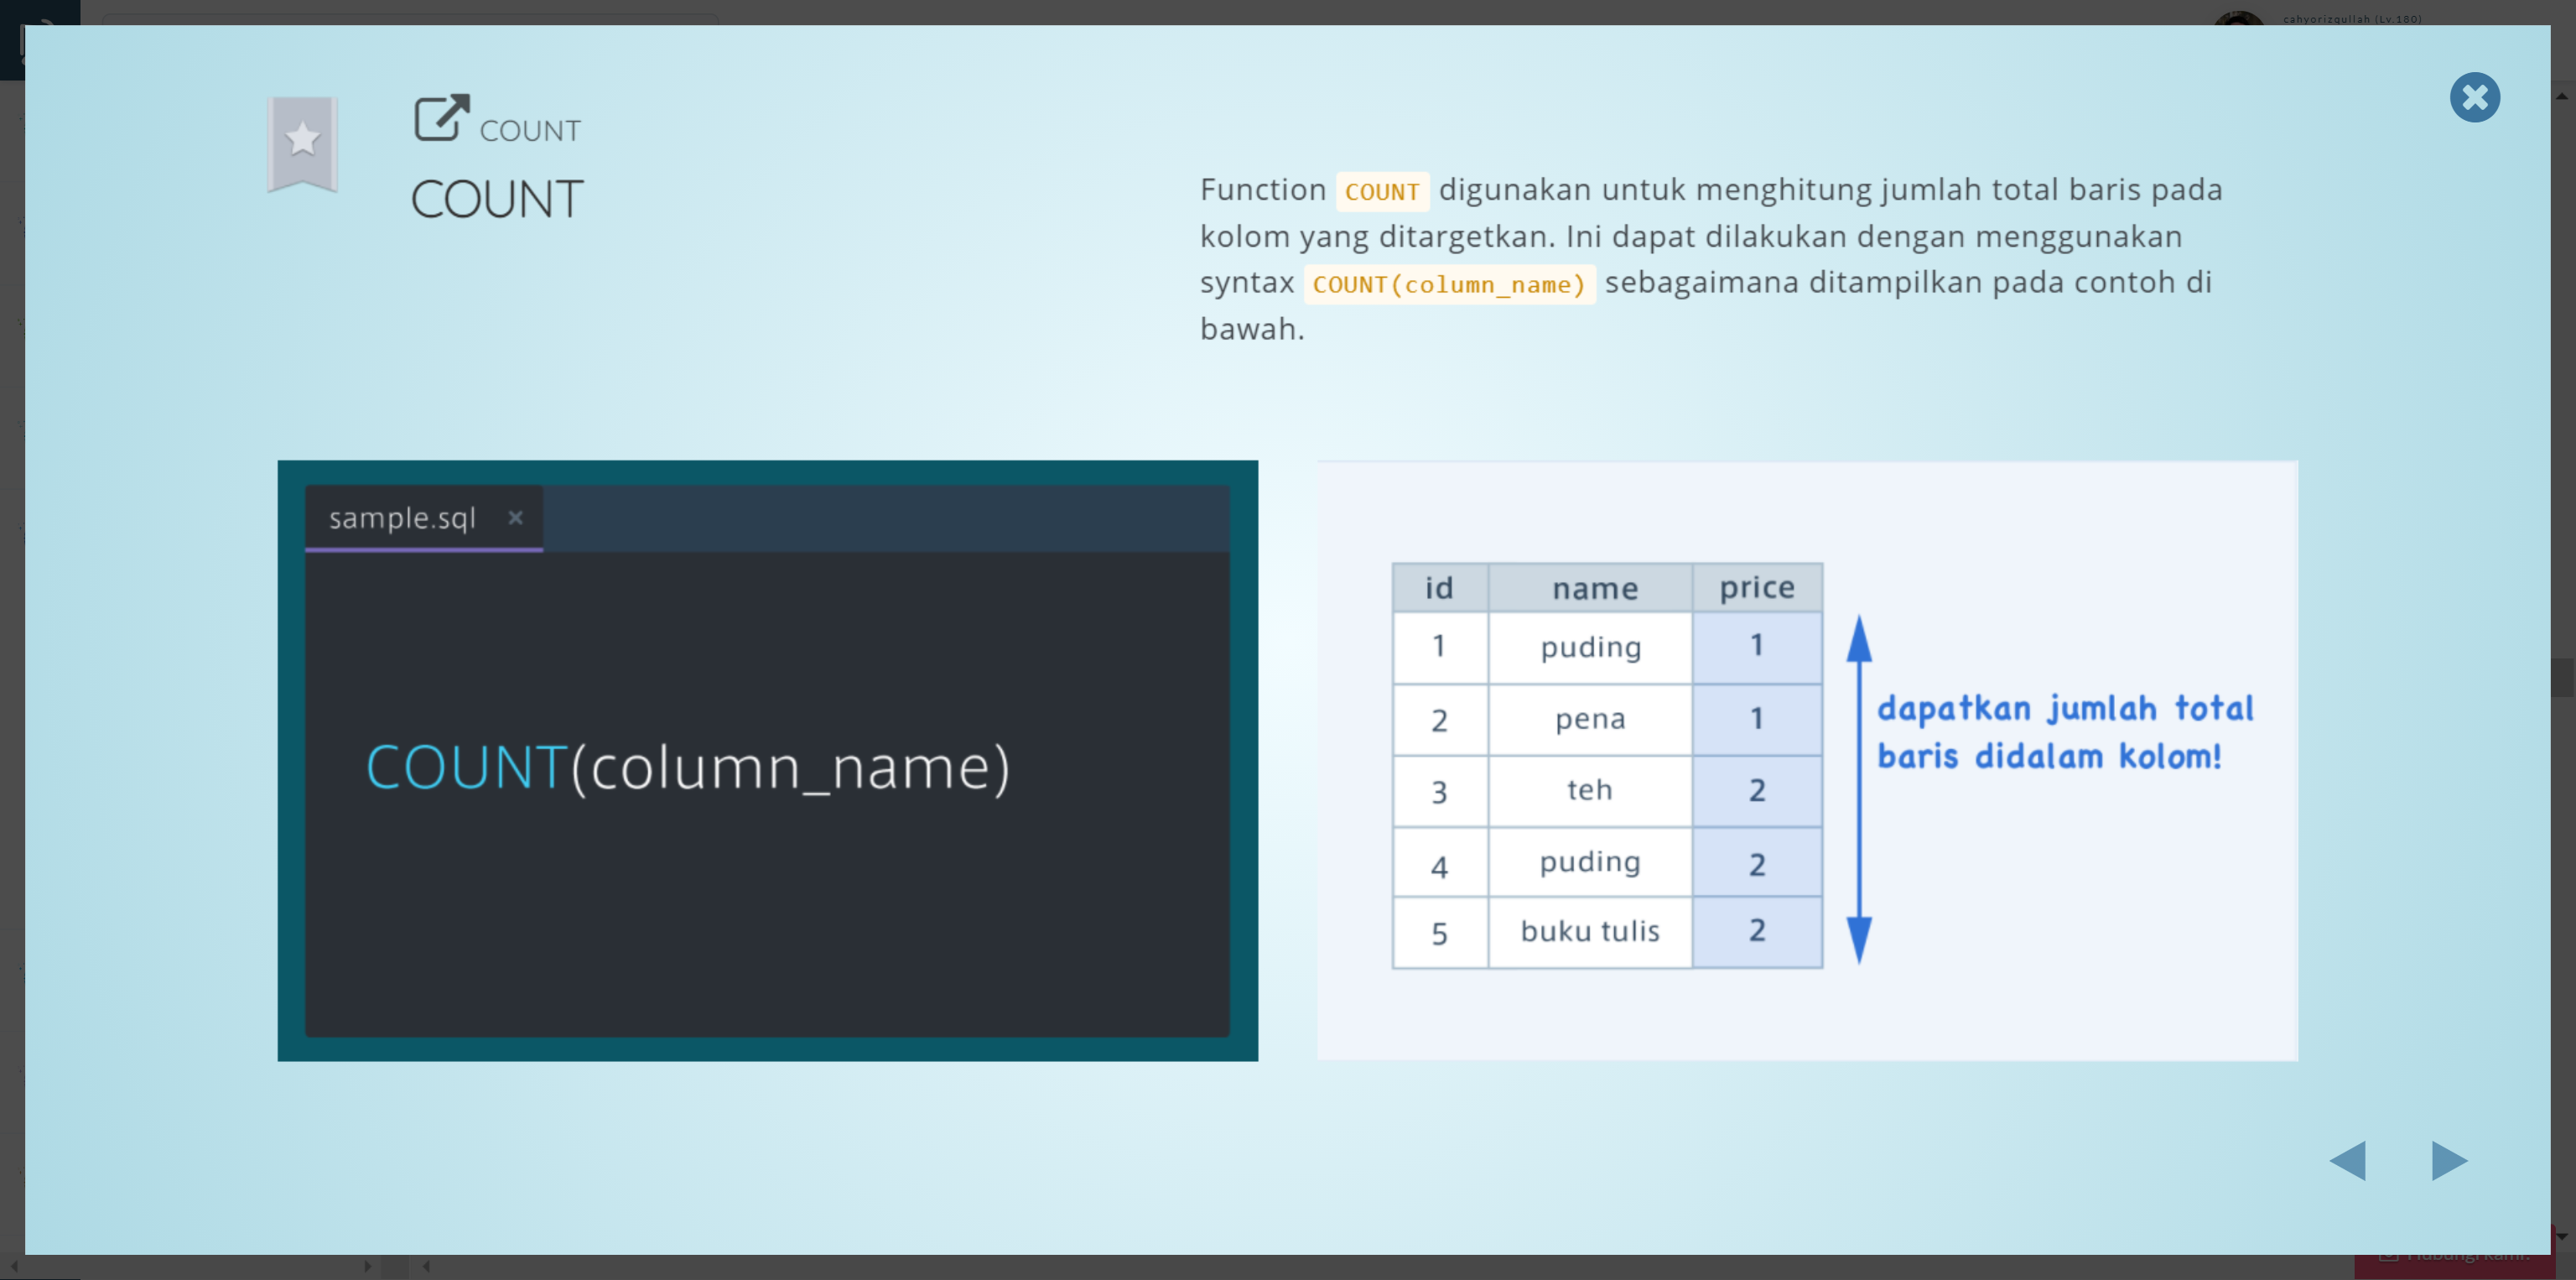 cahyorizqullah (Lv.180)
COUNT
COUNT
Function COUNT digunakan untuk menghitung jumlah total baris pada
kolom yang ditargetkan. Ini dapat dilakukan dengan menggunakan
syntax COUNT(column_name) sebagaimana ditampilkan pada contoh di
bawah.
sample.sql ×
COUNT(column_name)
id name price
1 puding 1
2 pena 1
3 teh 2
4 puding 2
5 buku tulis 2
dapatkan jumlah total
baris didalam kolom!